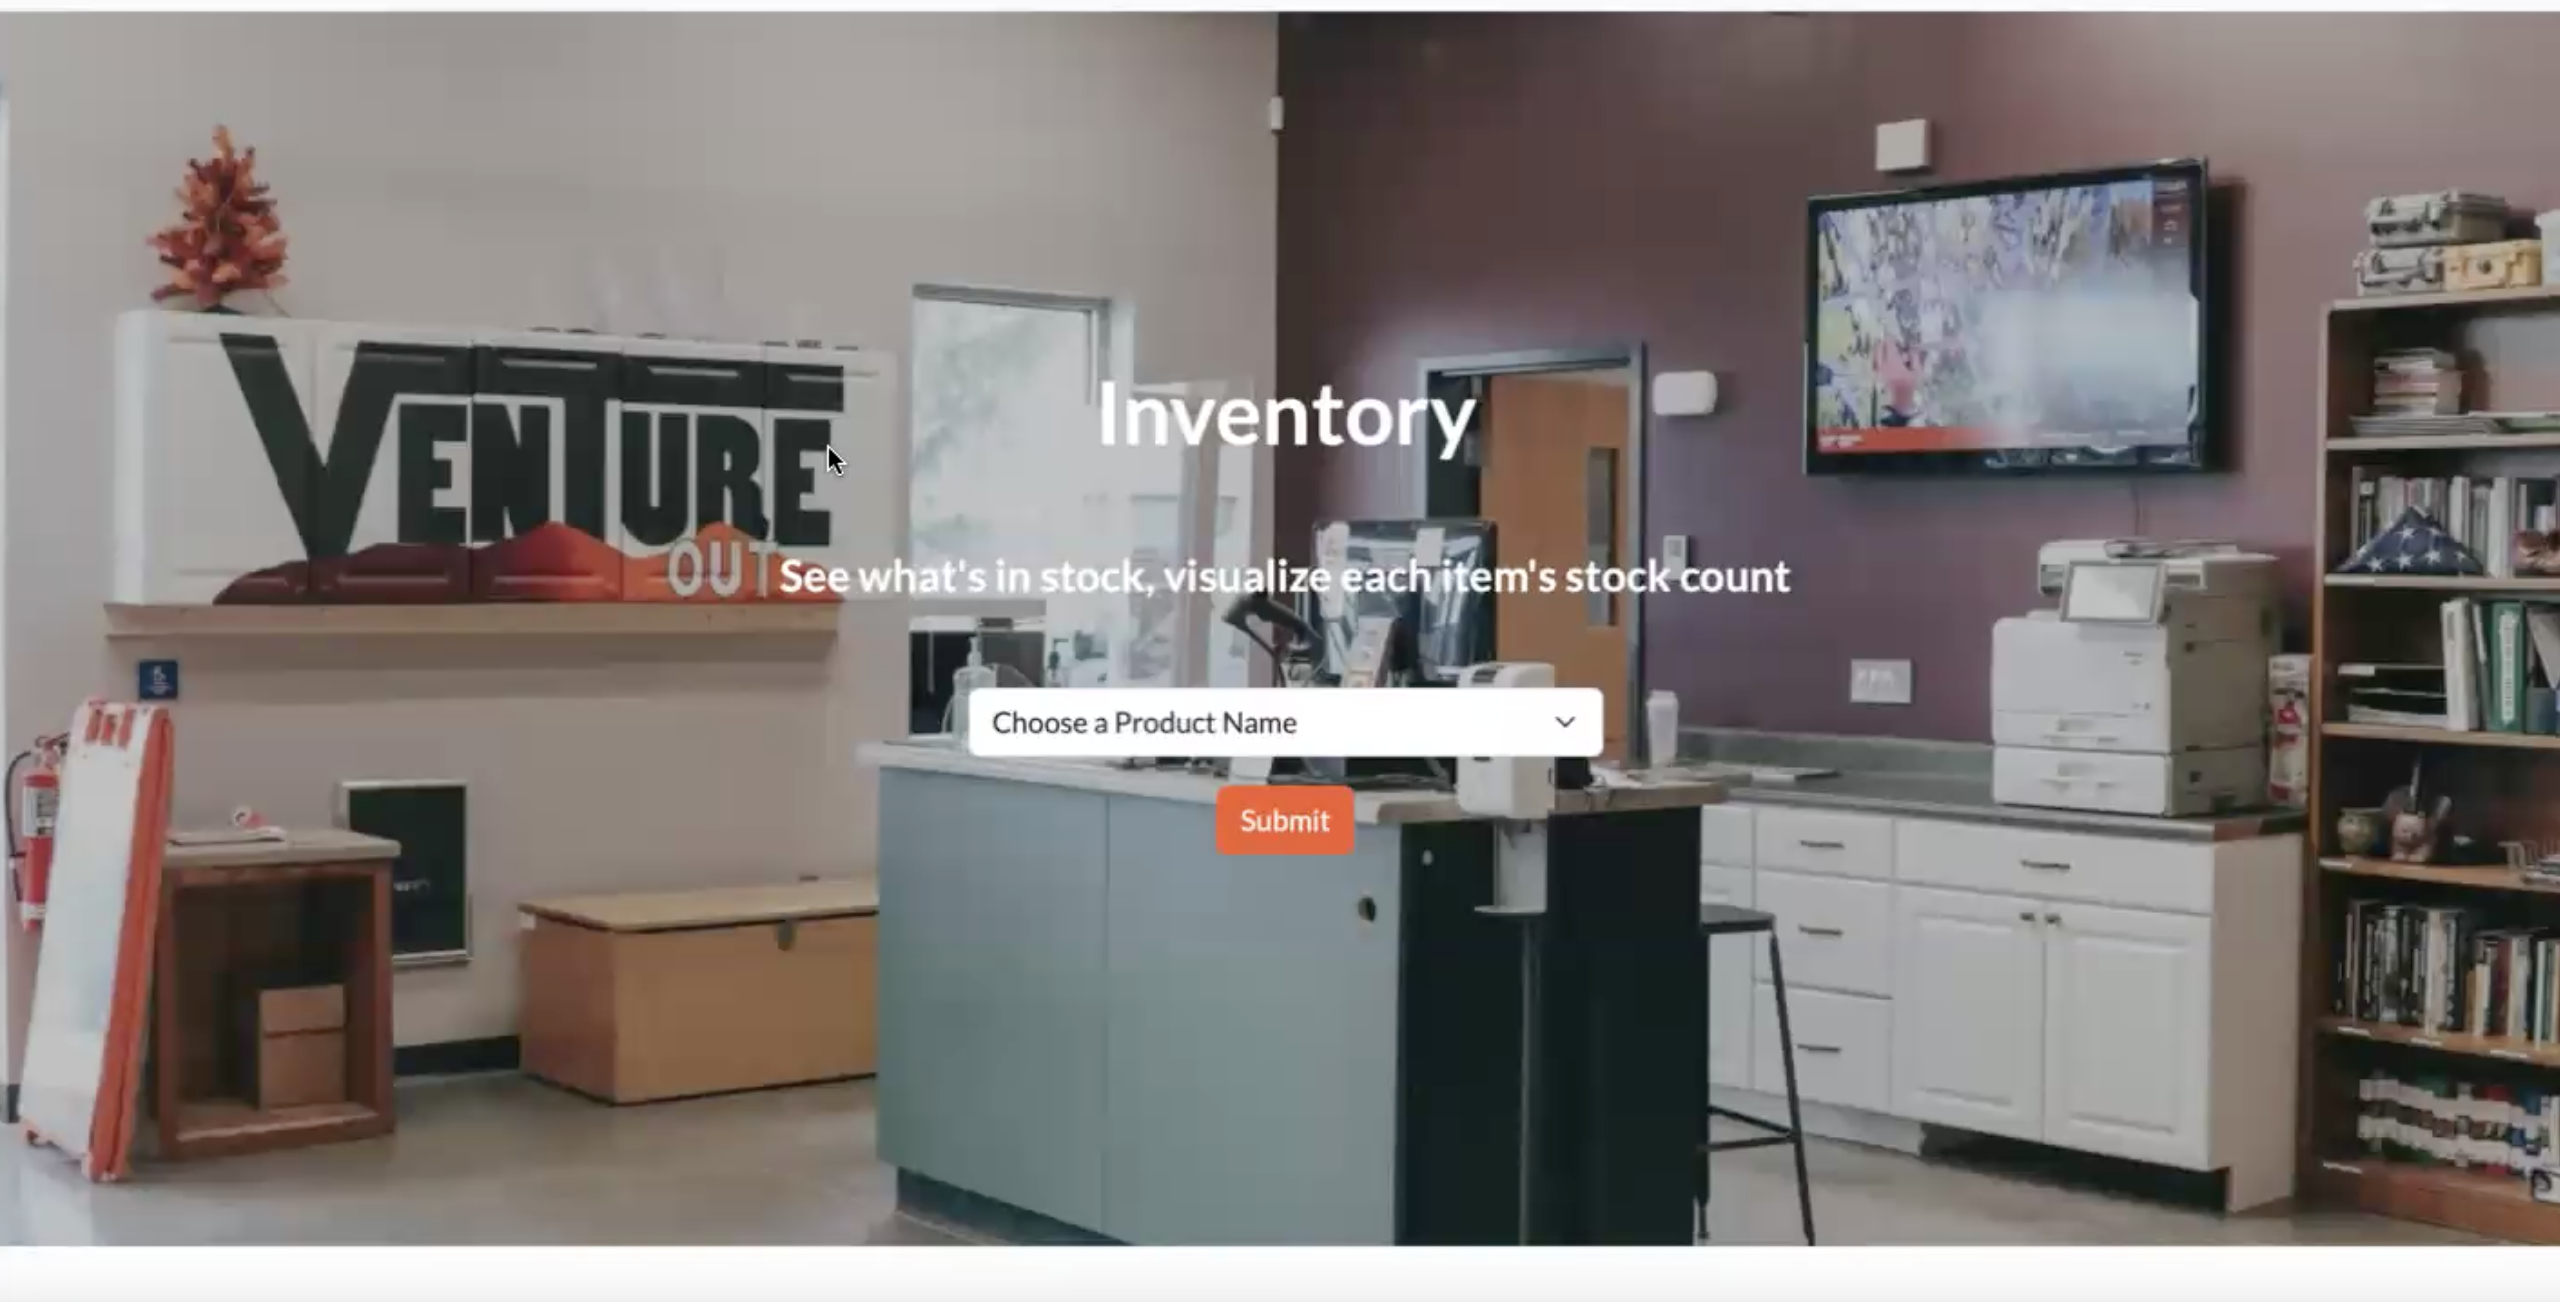 VENTURE
OUT
Inventory
See what's in stock, visualize each item's stock count
Choose a Product Name
Submit